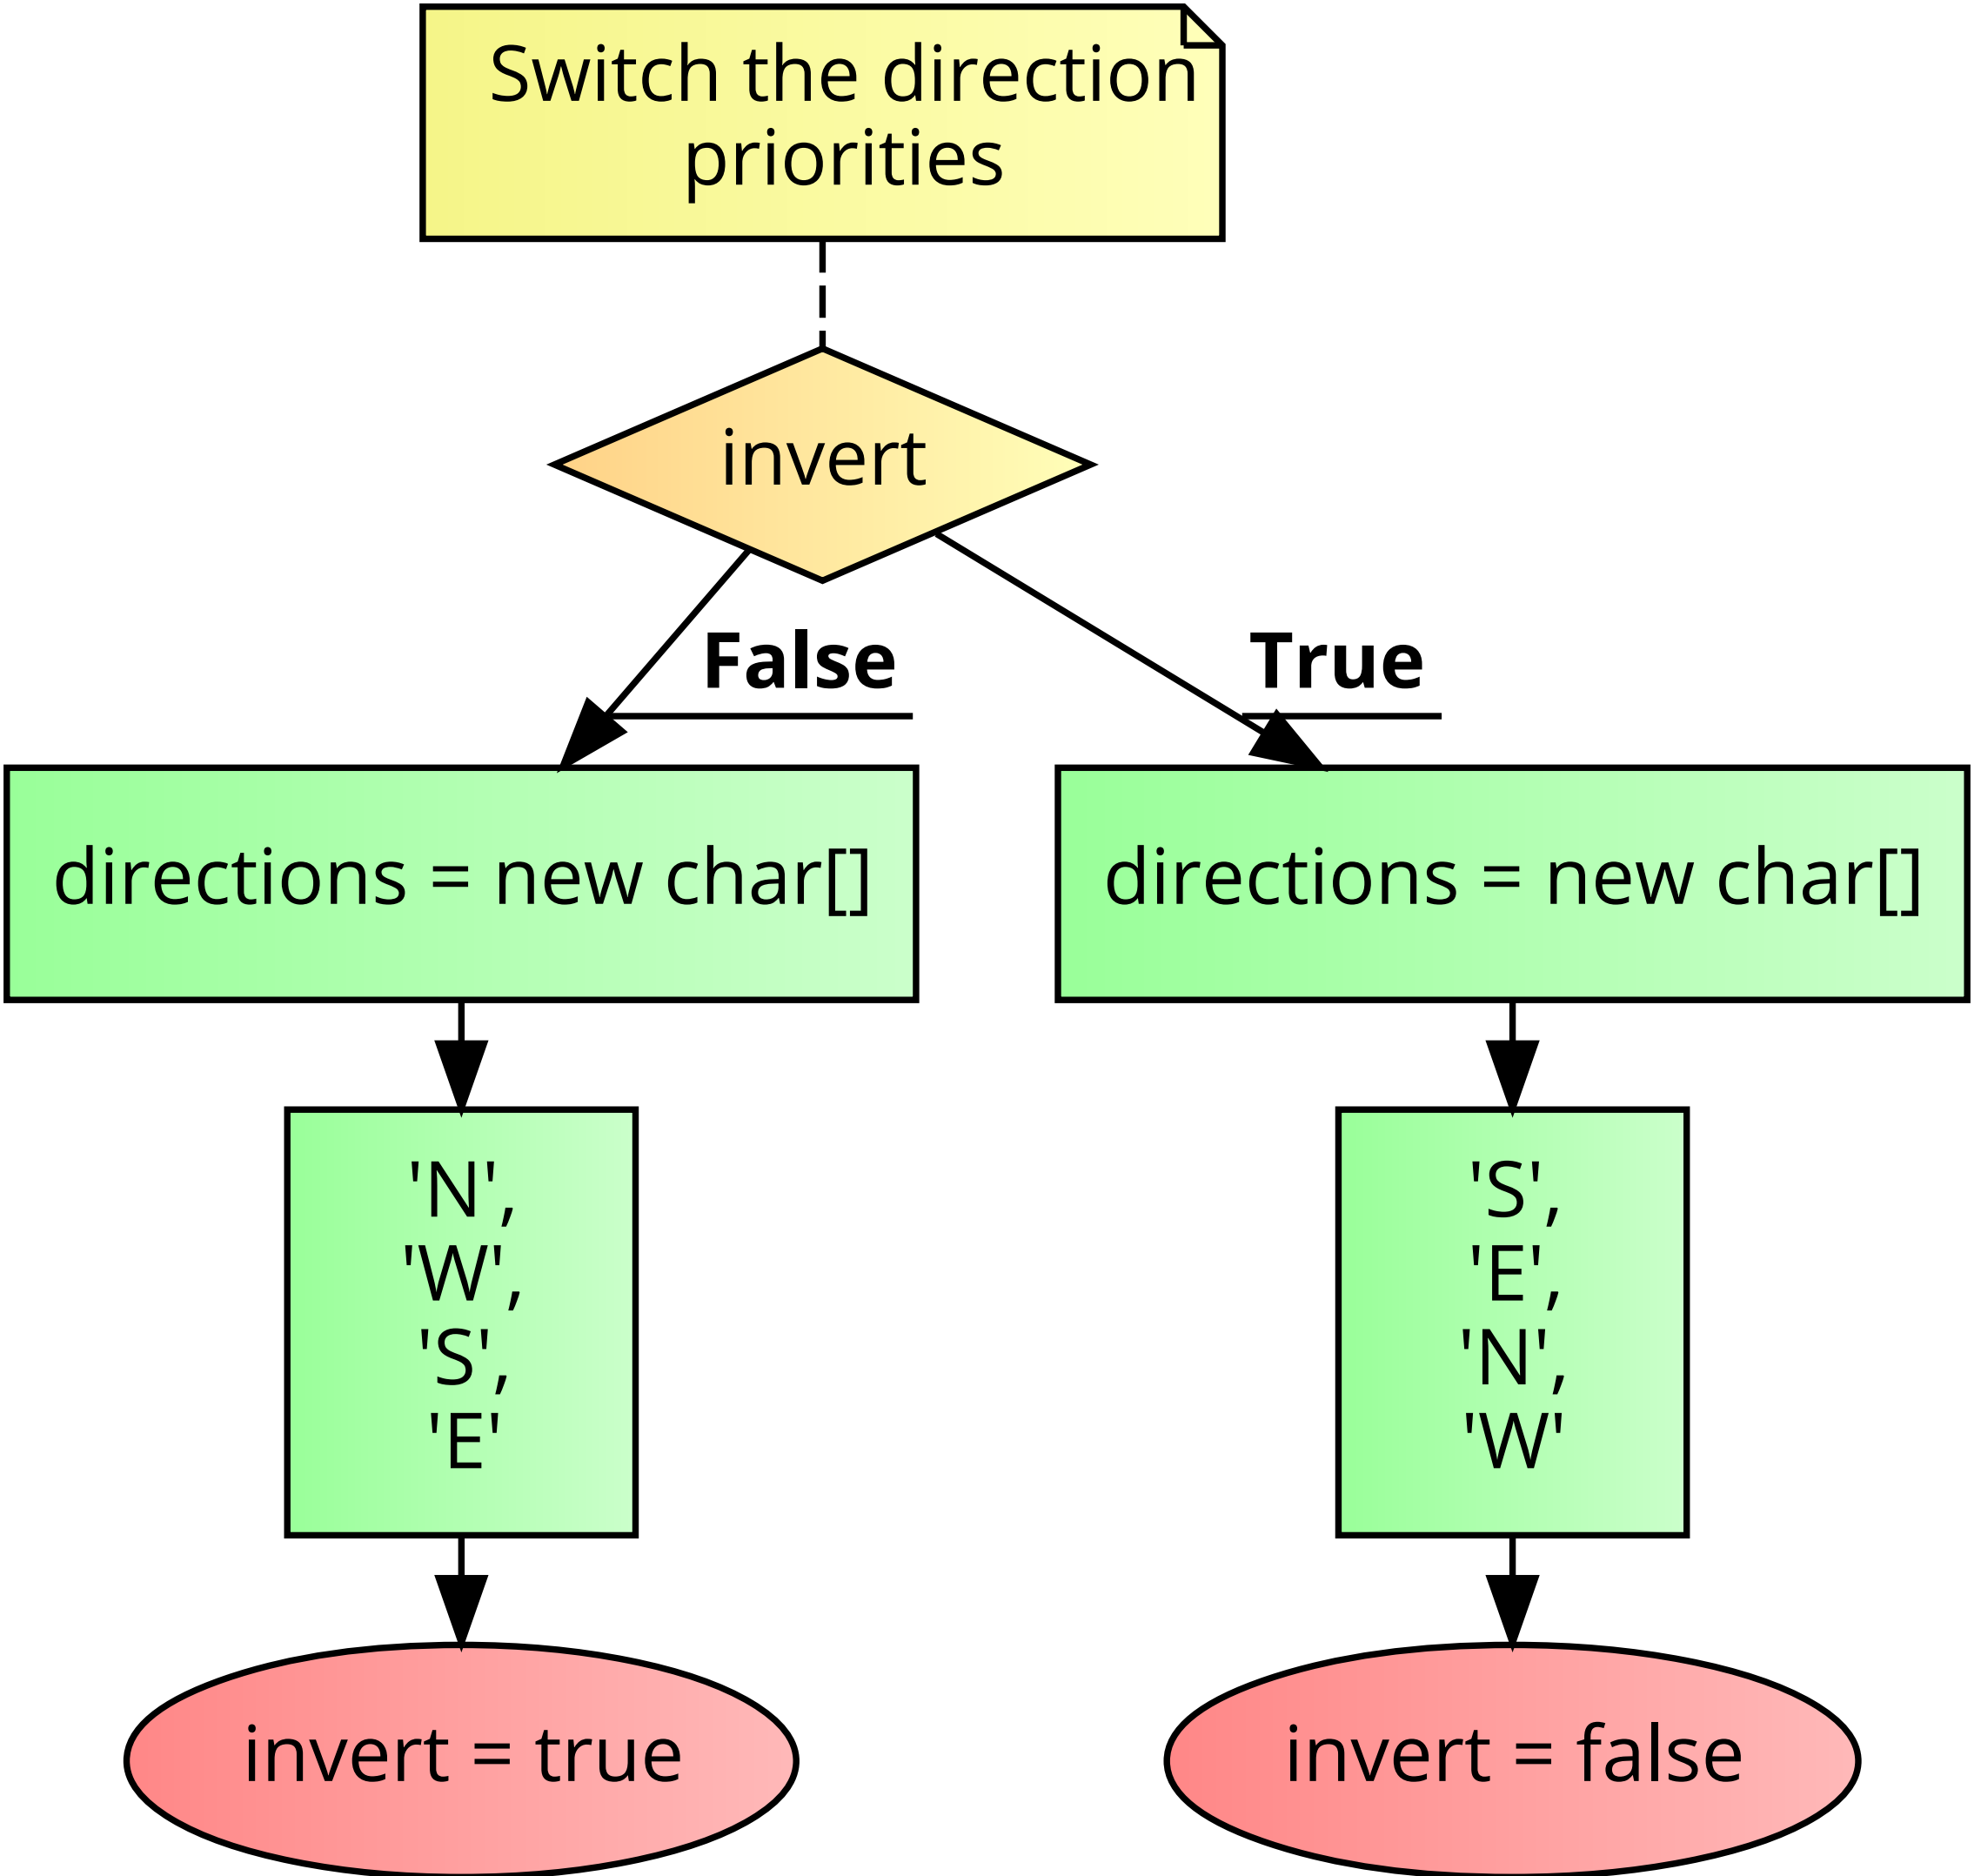 Switch the direction
priorities
invert
False
True
directions = new char[]
directions = new char[]
'N',
'W',
'S',
'E'
'S',
'E',
'N',
'W'
invert = true
invert = false